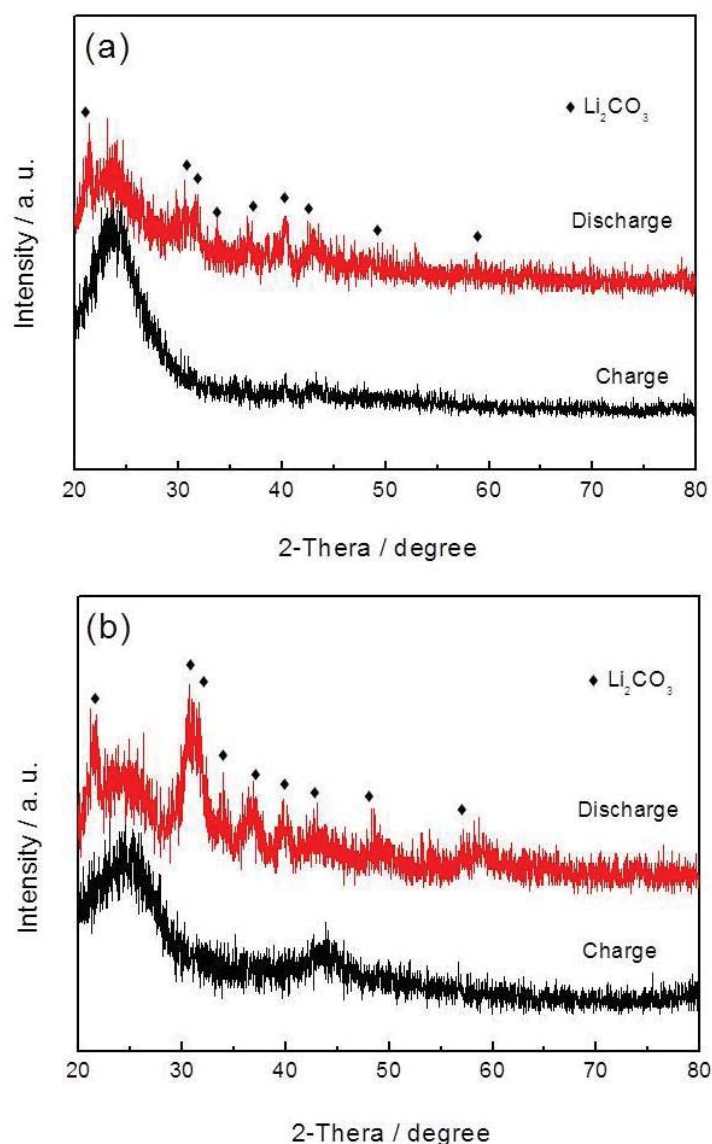 (a)
♦ Li₂CO₃
Discharge
Charge
Intensity / a. u.
20 30 40 50 60 70 80
2-Thera / degree
(b)
♦ Li₂CO₃
Discharge
Charge
Intensity / a. u.
20 30 40 50 60 70 80
2-Thera / degree